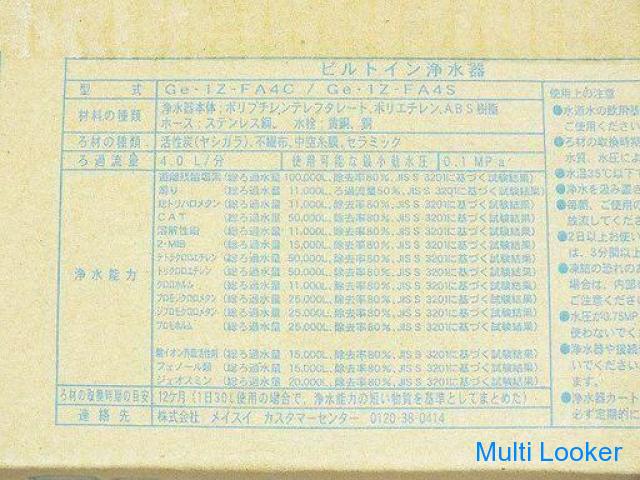 ビルトイン浄水器
型 式 Ge・1Z-FA4C / Ge・1Z-FA4S
材料の種類 浄水器本体：ポリブチレンテレフタレート、ポリエチレン、ABS樹脂
ホース：ステンレス鋼、 水栓：黄銅、銅
ろ材の種類 活性炭(ヤシガラ)、不織布、中空糸膜、セラミック
ろ過流量 4.0L/分 使用可能な最小動水圧 0.1MPa
浄水能力
遊離残留塩素 (総ろ過水量 100,000L、除去率80%、JIS S 3201に基づく試験結果)
濁り (総ろ過水量 11,000L、ろ過流量50%、JIS S 3201に基づく試験結果)
総トリハロメタン (総ろ過水量 11,000L、除去率80%、JIS S 3201に基づく試験結果)
CAT (総ろ過水量 50,000L、除去率80%、JIS S 3201に基づく試験結果)
溶解性鉛 (総ろ過水量 11,000L、除去率80%、JIS S 3201に基づく試験結果)
2-MIB (総ろ過水量 15,000L、除去率80%、JIS S 3201に基づく試験結果)
テトラクロロエチレン (総ろ過水量 50,000L、除去率80%、JIS S 3201に基づく試験結果)
トリクロロエチレン (総ろ過水量 50,000L、除去率80%、JIS S 3201に基づく試験結果)
クロロホルム (総ろ過水量 11,000L、除去率80%、JIS S 3201に基づく試験結果)
ブロモジクロロメタン (総ろ過水量 25,000L、除去率80%、JIS S 3201に基づく試験結果)
ジブロモクロロメタン (総ろ過水量 25,000L、除去率80%、JIS S 3201に基づく試験結果)
ブロモホルム (総ろ過水量 25,000L、除去率80%、JIS S 3201に基づく試験結果)
陰イオン界面活性剤 (総ろ過水量 15,000L、除去率80%、JIS S 3201に基づく試験結果)
フェノール類 (総ろ過水量 15,000L、除去率80%、JIS S 3201に基づく試験結果)
ジェオスミン (総ろ過水量 20,000L、除去率80%、JIS S 3201に基づく試験結果)
ろ材の取換時期の目安 12ケ月(1日30L使用の場合で、浄水能力の短い物質を基準としてまとめた)
連絡先 株式会社 メイスイ カスタマーセンター 0120-38-0414
使用上の注意
●水道水の飲用基
ご使用ください
●ろ材の取換時期
水質、水圧によ
●水温35℃以下で
●浄水を汲み置き
●毎朝、ご使用の
放流してくださ
●2日以上お使い
は、3分間以上
●凍結の恐れの
場合は、内部
ご注意ください
●水圧が0.75MP
使わないでく
●浄水器や接続
いでください
ます。
●浄水器カート
必ず定期的に
Multi Looker